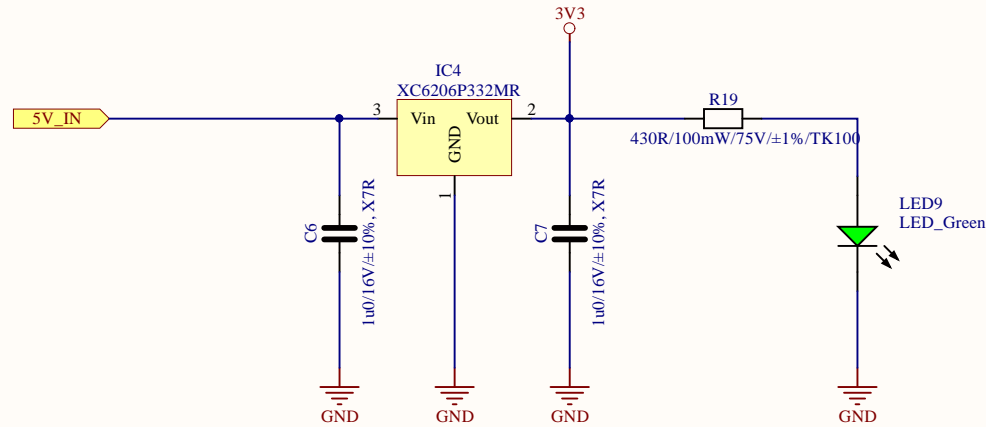 3V3
IC4
XC6206P332MR
5V_IN
3
Vin
Vout
2
GND
1
R19
430R/100mW/75V/±1%/TK100
C6
1u0/16V/±10%, X7R
C7
1u0/16V/±10%, X7R
LED9
LED_Green
GND
GND
GND
GND